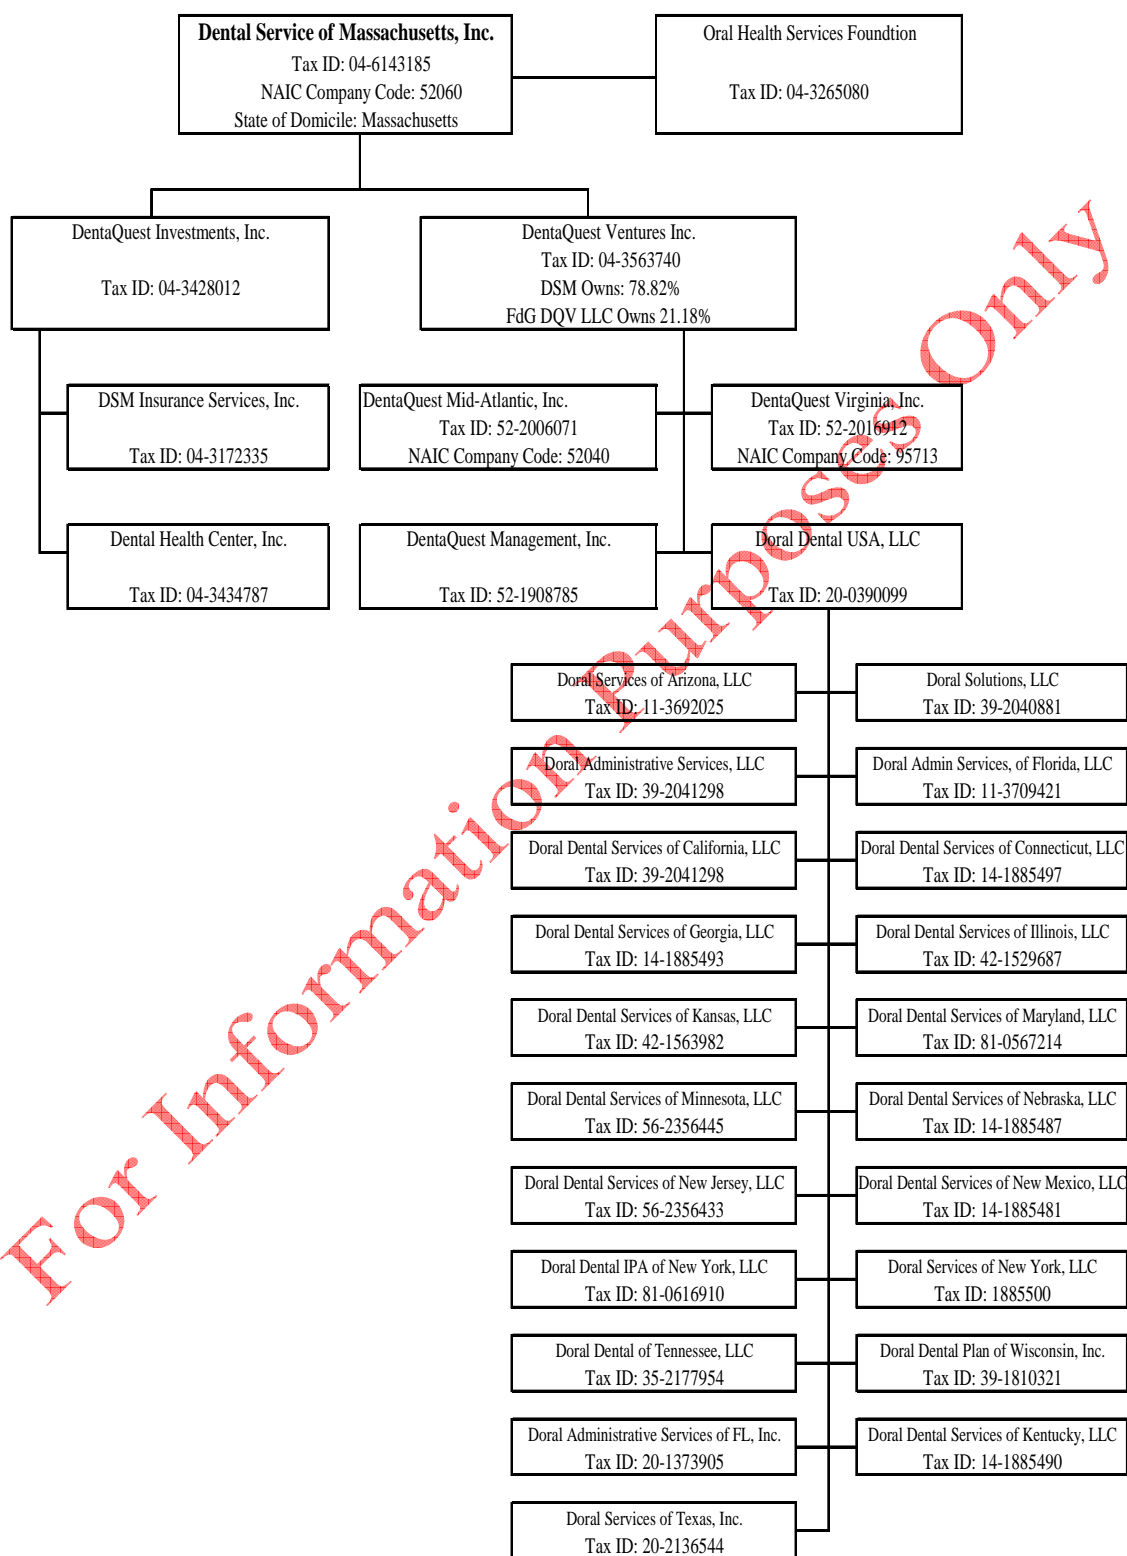 Dental Service of Massachusetts, Inc.
Tax ID: 04-6143185
NAIC Company Code: 52060
State of Domicile: Massachusetts
Oral Health Services Foundtion
Tax ID: 04-3265080
DentaQuest Investments, Inc.
Tax ID: 04-3428012
DentaQuest Ventures Inc.
Tax ID: 04-3563740
DSM Owns: 78.82%
FdG DQV LLC Owns 21.18%
DSM Insurance Services, Inc.
Tax ID: 04-3172335
DentaQuest Mid-Atlantic, Inc.
Tax ID: 52-2006071
NAIC Company Code: 52040
DentaQuest Virginia, Inc.
Tax ID: 52-2016912
NAIC Company Code: 95713
Dental Health Center, Inc.
Tax ID: 04-3434787
DentaQuest Management, Inc.
Tax ID: 52-1908785
Doral Dental USA, LLC
Tax ID: 20-0390099
Doral Services of Arizona, LLC
Tax ID: 11-3692025
Doral Solutions, LLC
Tax ID: 39-2040881
Doral Administrative Services, LLC
Tax ID: 39-2041298
Doral Admin Services, of Florida, LLC
Tax ID: 11-3709421
Doral Dental Services of California, LLC
Tax ID: 39-2041298
Doral Dental Services of Connecticut, LLC
Tax ID: 14-1885497
Doral Dental Services of Georgia, LLC
Tax ID: 14-1885493
Doral Dental Services of Illinois, LLC
Tax ID: 42-1529687
Doral Dental Services of Kansas, LLC
Tax ID: 42-1563982
Doral Dental Services of Maryland, LLC
Tax ID: 81-0567214
Doral Dental Services of Minnesota, LLC
Tax ID: 56-2356445
Doral Dental Services of Nebraska, LLC
Tax ID: 14-1885487
Doral Dental Services of New Jersey, LLC
Tax ID: 56-2356433
Doral Dental Services of New Mexico, LLC
Tax ID: 14-1885481
Doral Dental IPA of New York, LLC
Tax ID: 81-0616910
Doral Services of New York, LLC
Tax ID: 1885500
Doral Dental of Tennessee, LLC
Tax ID: 35-2177954
Doral Dental Plan of Wisconsin, Inc.
Tax ID: 39-1810321
Doral Administrative Services of FL, Inc.
Tax ID: 20-1373905
Doral Dental Services of Kentucky, LLC
Tax ID: 14-1885490
Doral Services of Texas, Inc.
Tax ID: 20-2136544
For Information Purposes Only